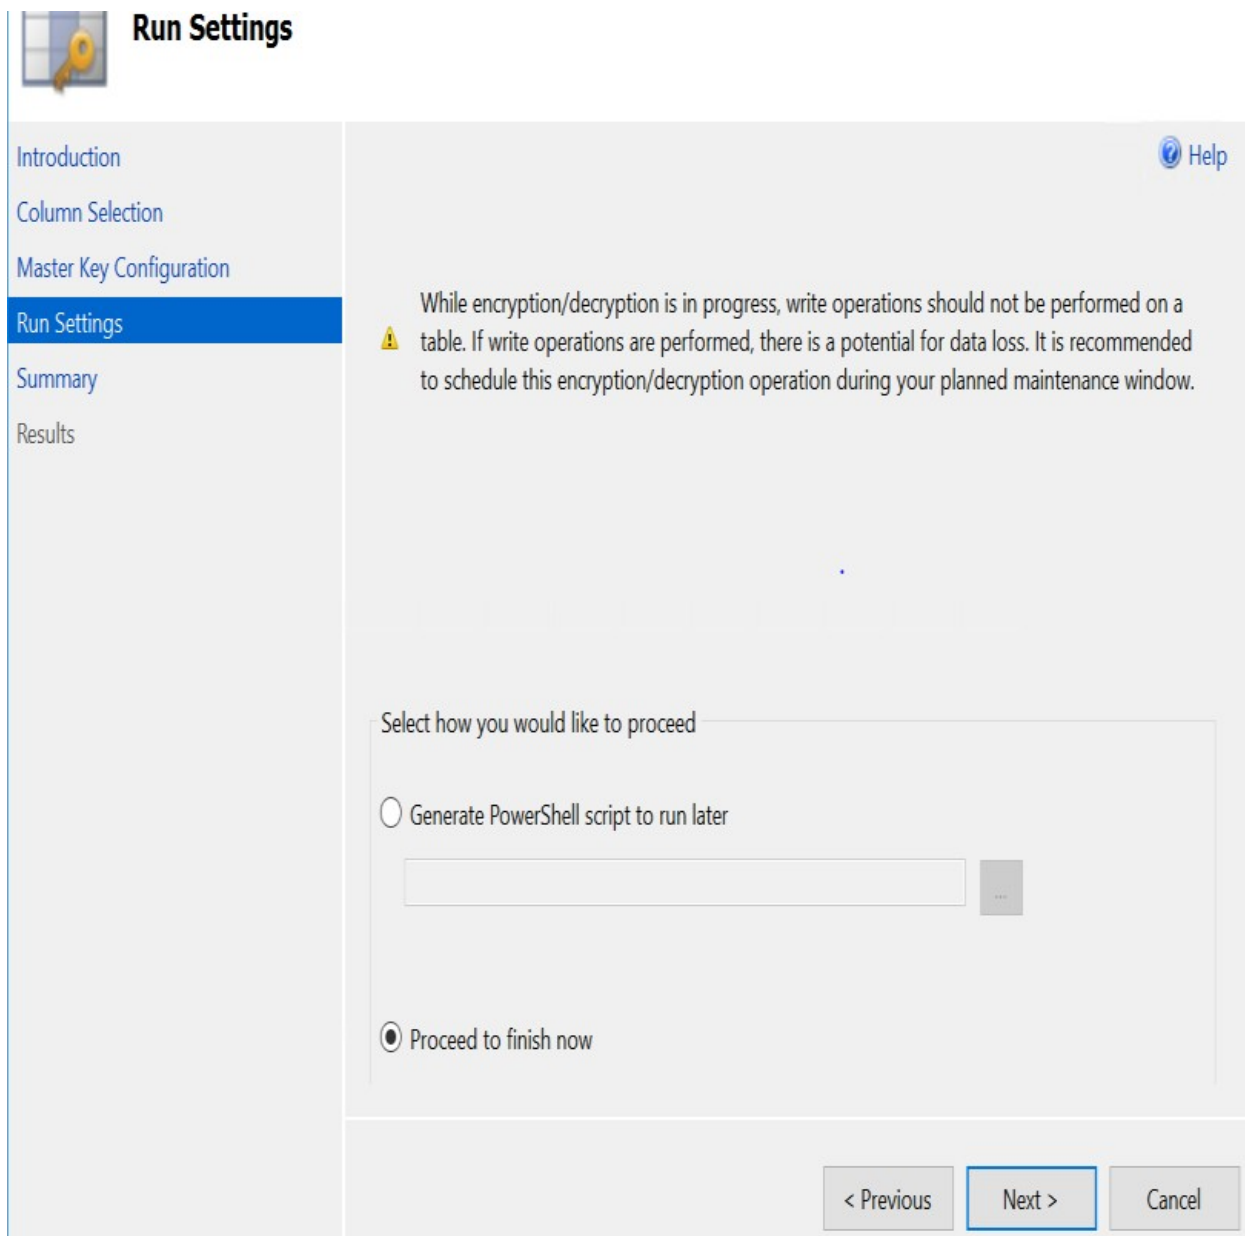 Run Settings
Introduction
Column Selection
Master Key Configuration
Run Settings
Summary
Results
Help
While encryption/decryption is in progress, write operations should not be performed on a
table. If write operations are performed, there is a potential for data loss. It is recommended
to schedule this encryption/decryption operation during your planned maintenance window.
Select how you would like to proceed
Generate PowerShell script to run later
...
Proceed to finish now
< Previous
Next >
Cancel